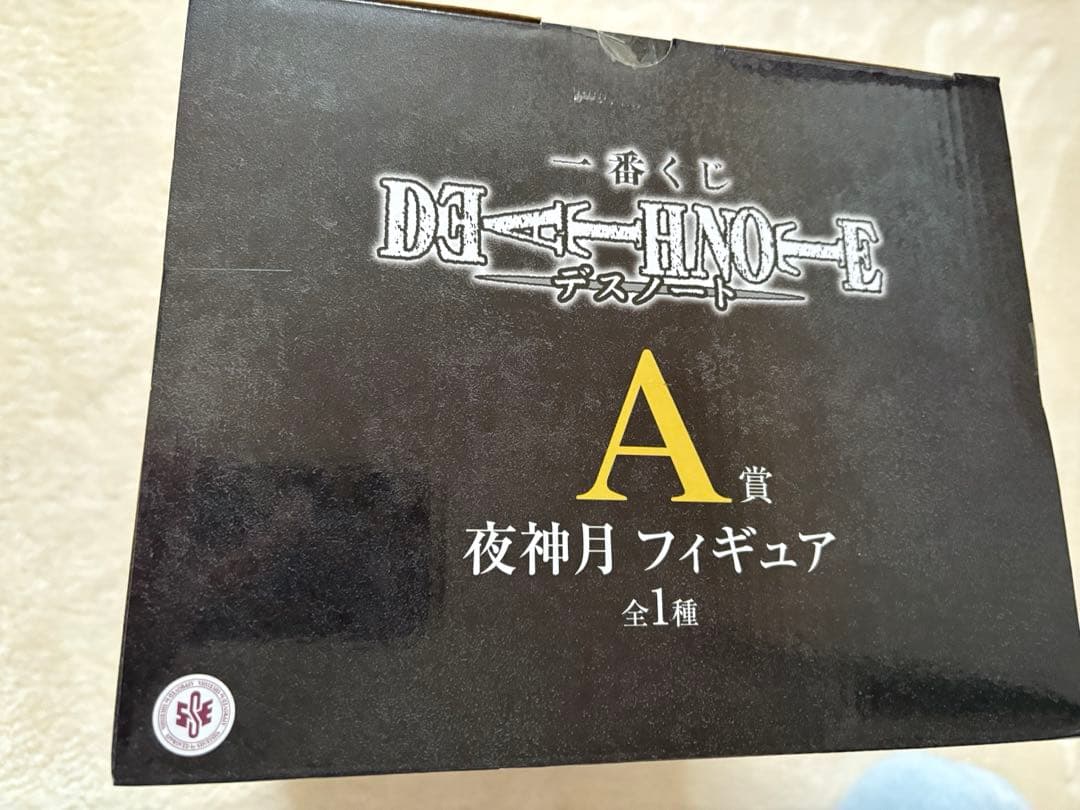 一番くじ
DEATH NOTE
デスノート
A賞
夜神月 フィギュア
全1種